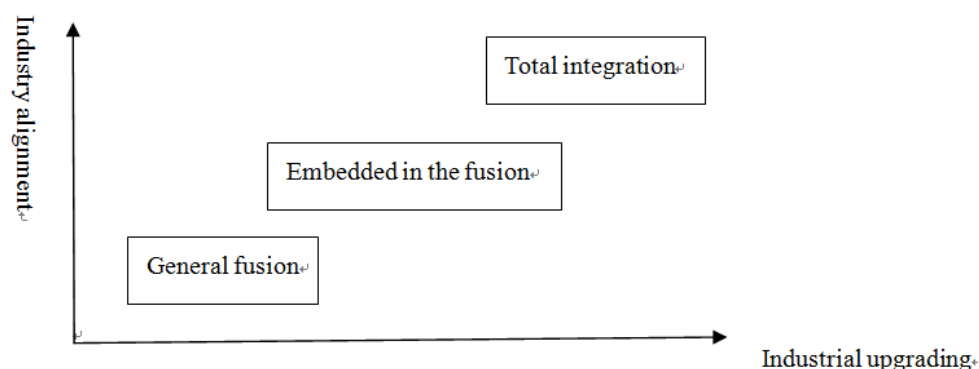 Industry alignment
Total integration
Embedded in the fusion
General fusion
Industrial upgrading